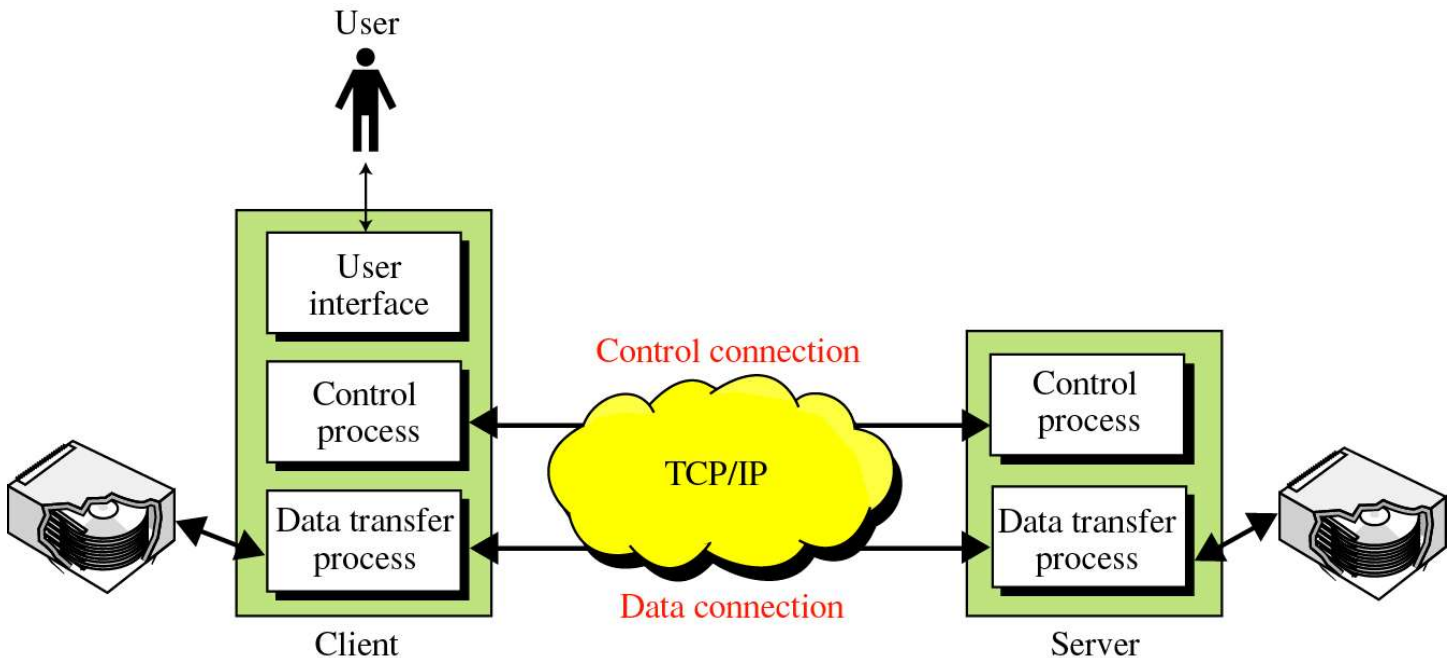 User
User
interface
Control connection
Control
process
Control
process
TCP/IP
Data transfer
process
Data transfer
process
Data connection
Client
Server